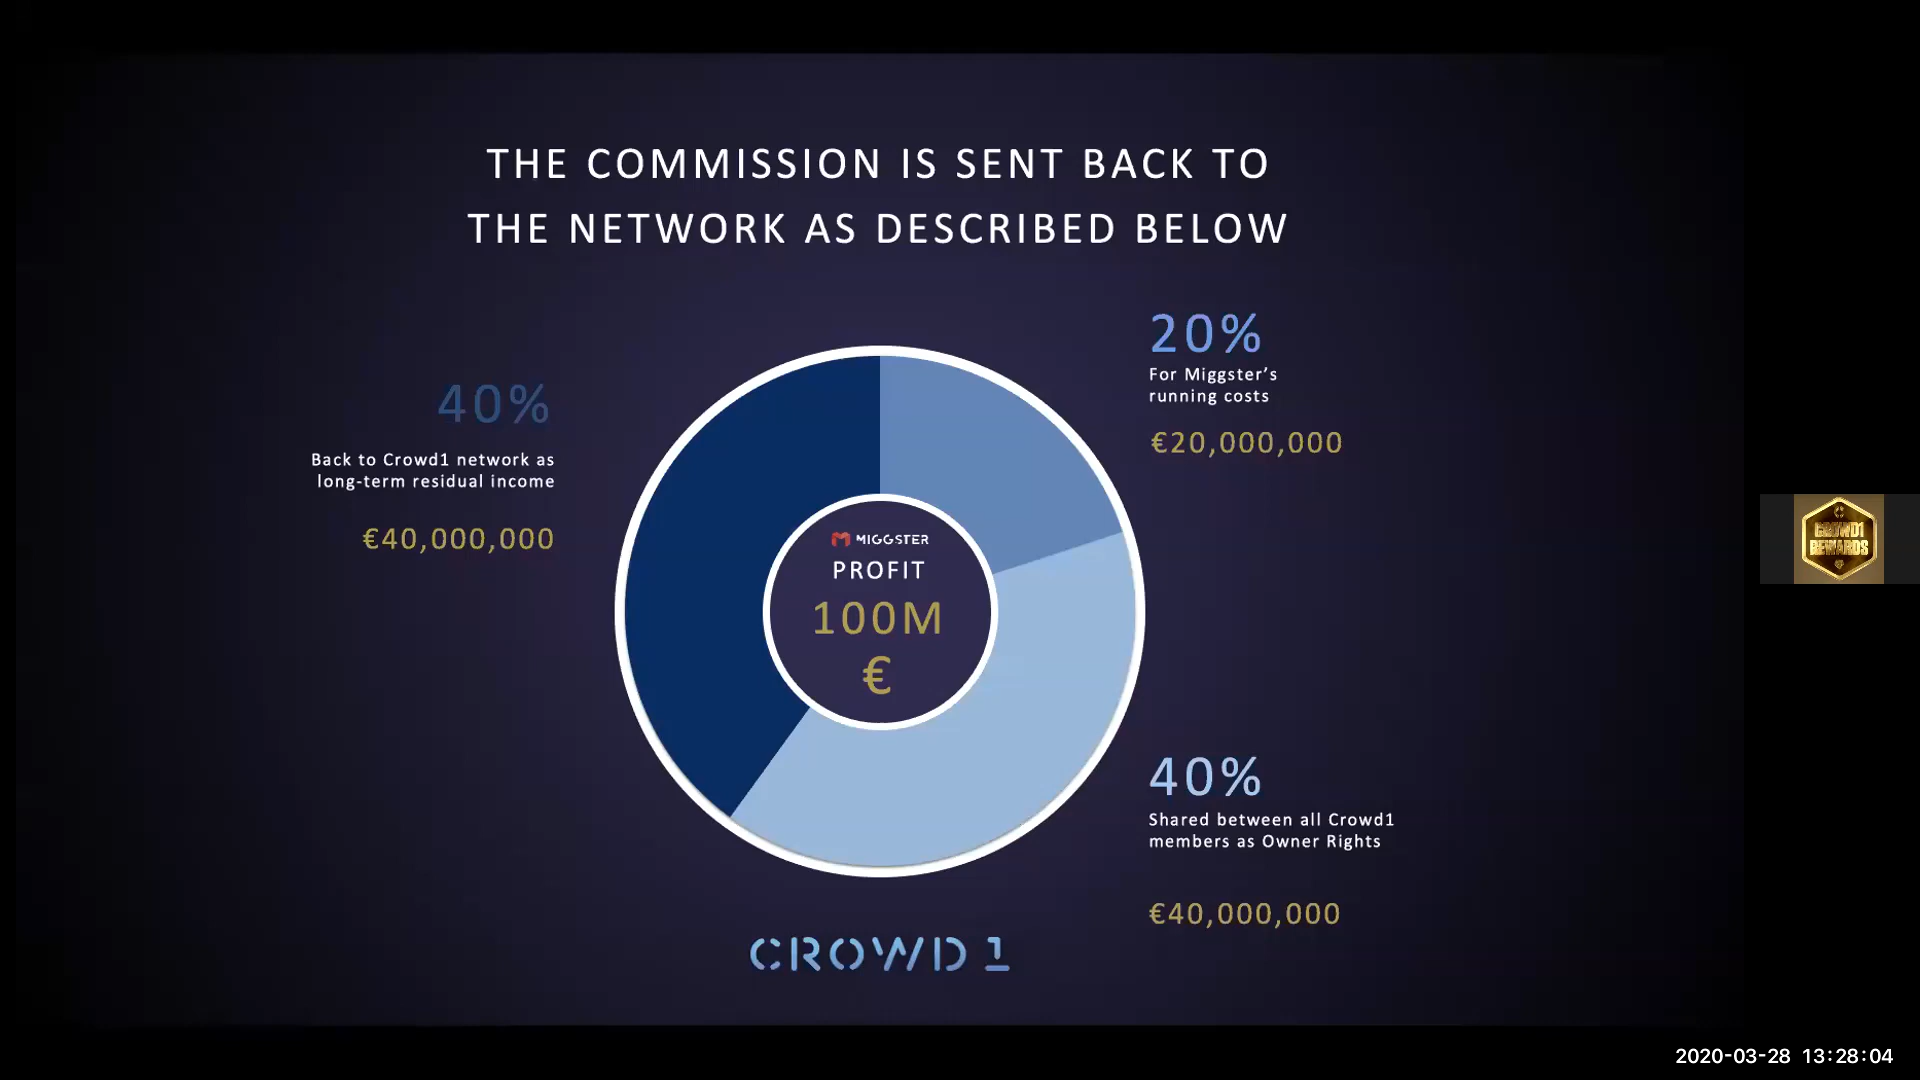 THE COMMISSION IS SENT BACK TO
THE NETWORK AS DESCRIBED BELOW
20%
For Miggster's
running costs
€20,000,000
40%
Back to Crowd1 network as
long-term residual income
€40,000,000
MIGGSTER
PROFIT
100M
€
CROWD1
REWARDS
40%
Shared between all Crowd1
members as Owner Rights
€40,000,000
CROWD 1
2020-03-28 13:28:04